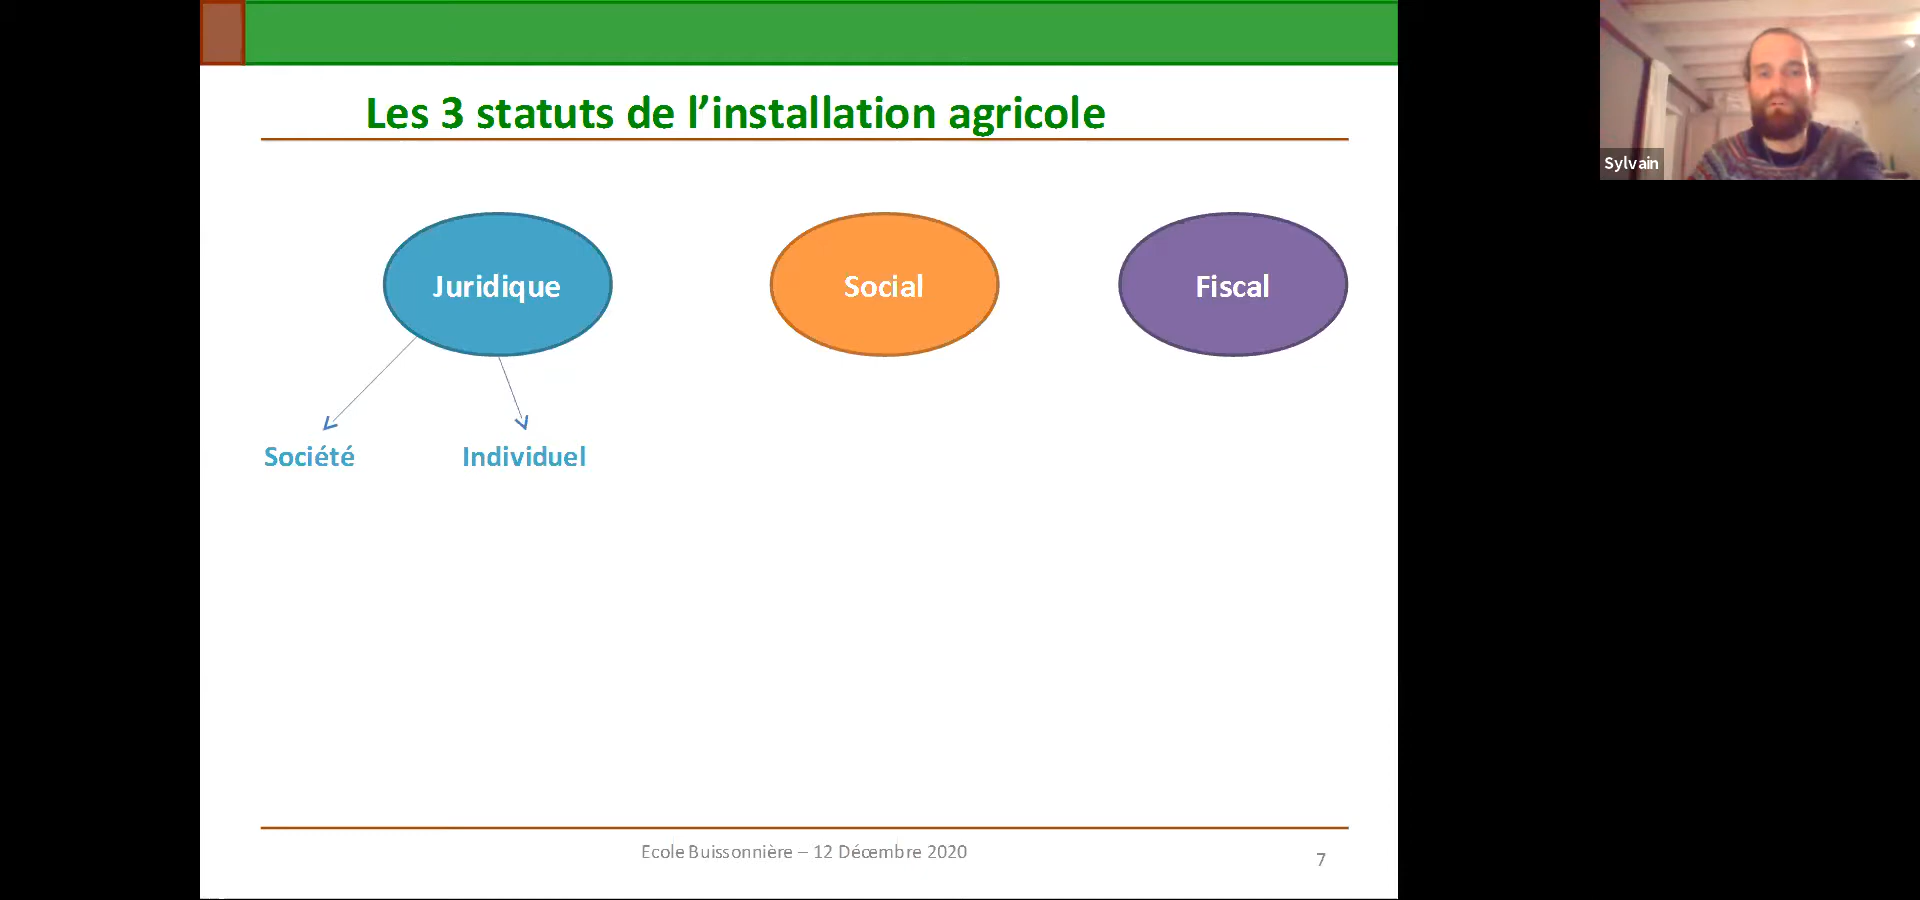 Les 3 statuts de l’installation agricole
Sylvain
Juridique
Social
Fiscal
Société
Individuel
Ecole Buissonnière – 12 Décembre 2020
7